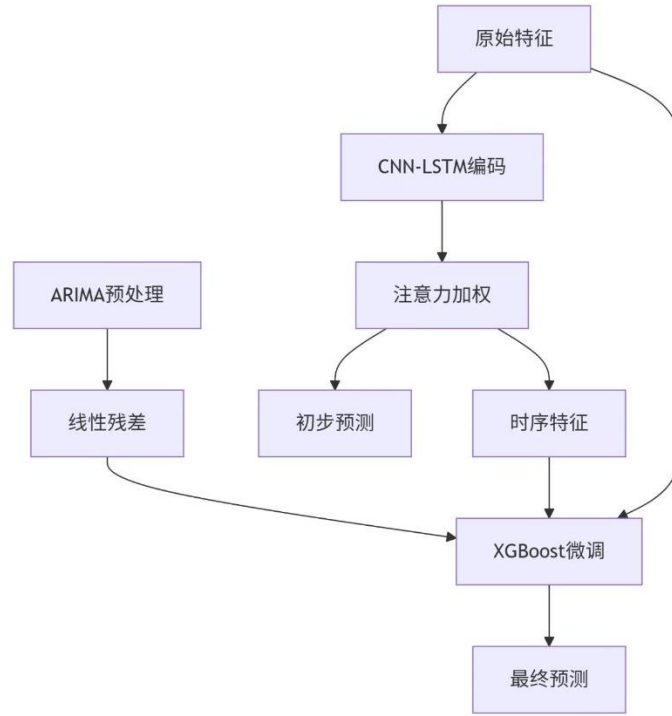 原始特征
CNN-LSTM编码
ARIMA预处理
注意力加权
线性残差
初步预测
时序特征
XGBoost微调
最终预测